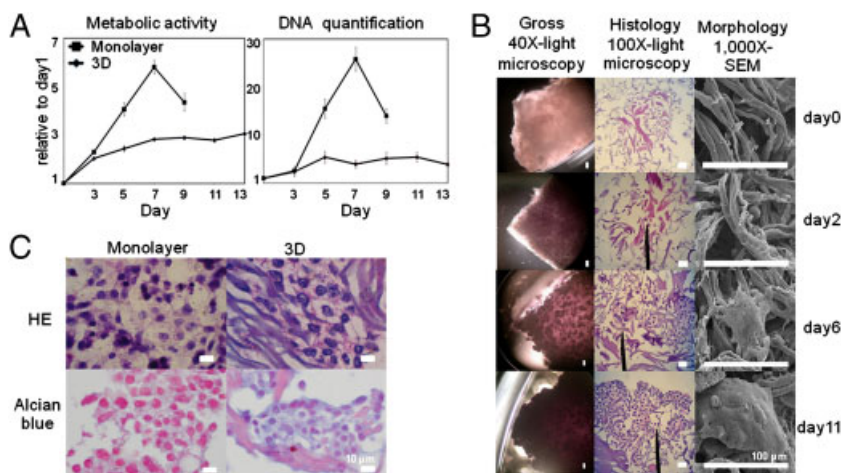 A
Metabolic activity
DNA quantification
relative to day1
7
5
3
1
Monolayer
3D
30
20
10
1
3 5 7 9 11 13
Day
3 5 7 9 11 13
Day
B
Gross
40X-light
microscopy
Histology
100X-light
microscopy
Morphology
1,000X-
SEM
day0
day2
day6
day11
100 µm
C
Monolayer
3D
HE
Alcian
blue
10 µm